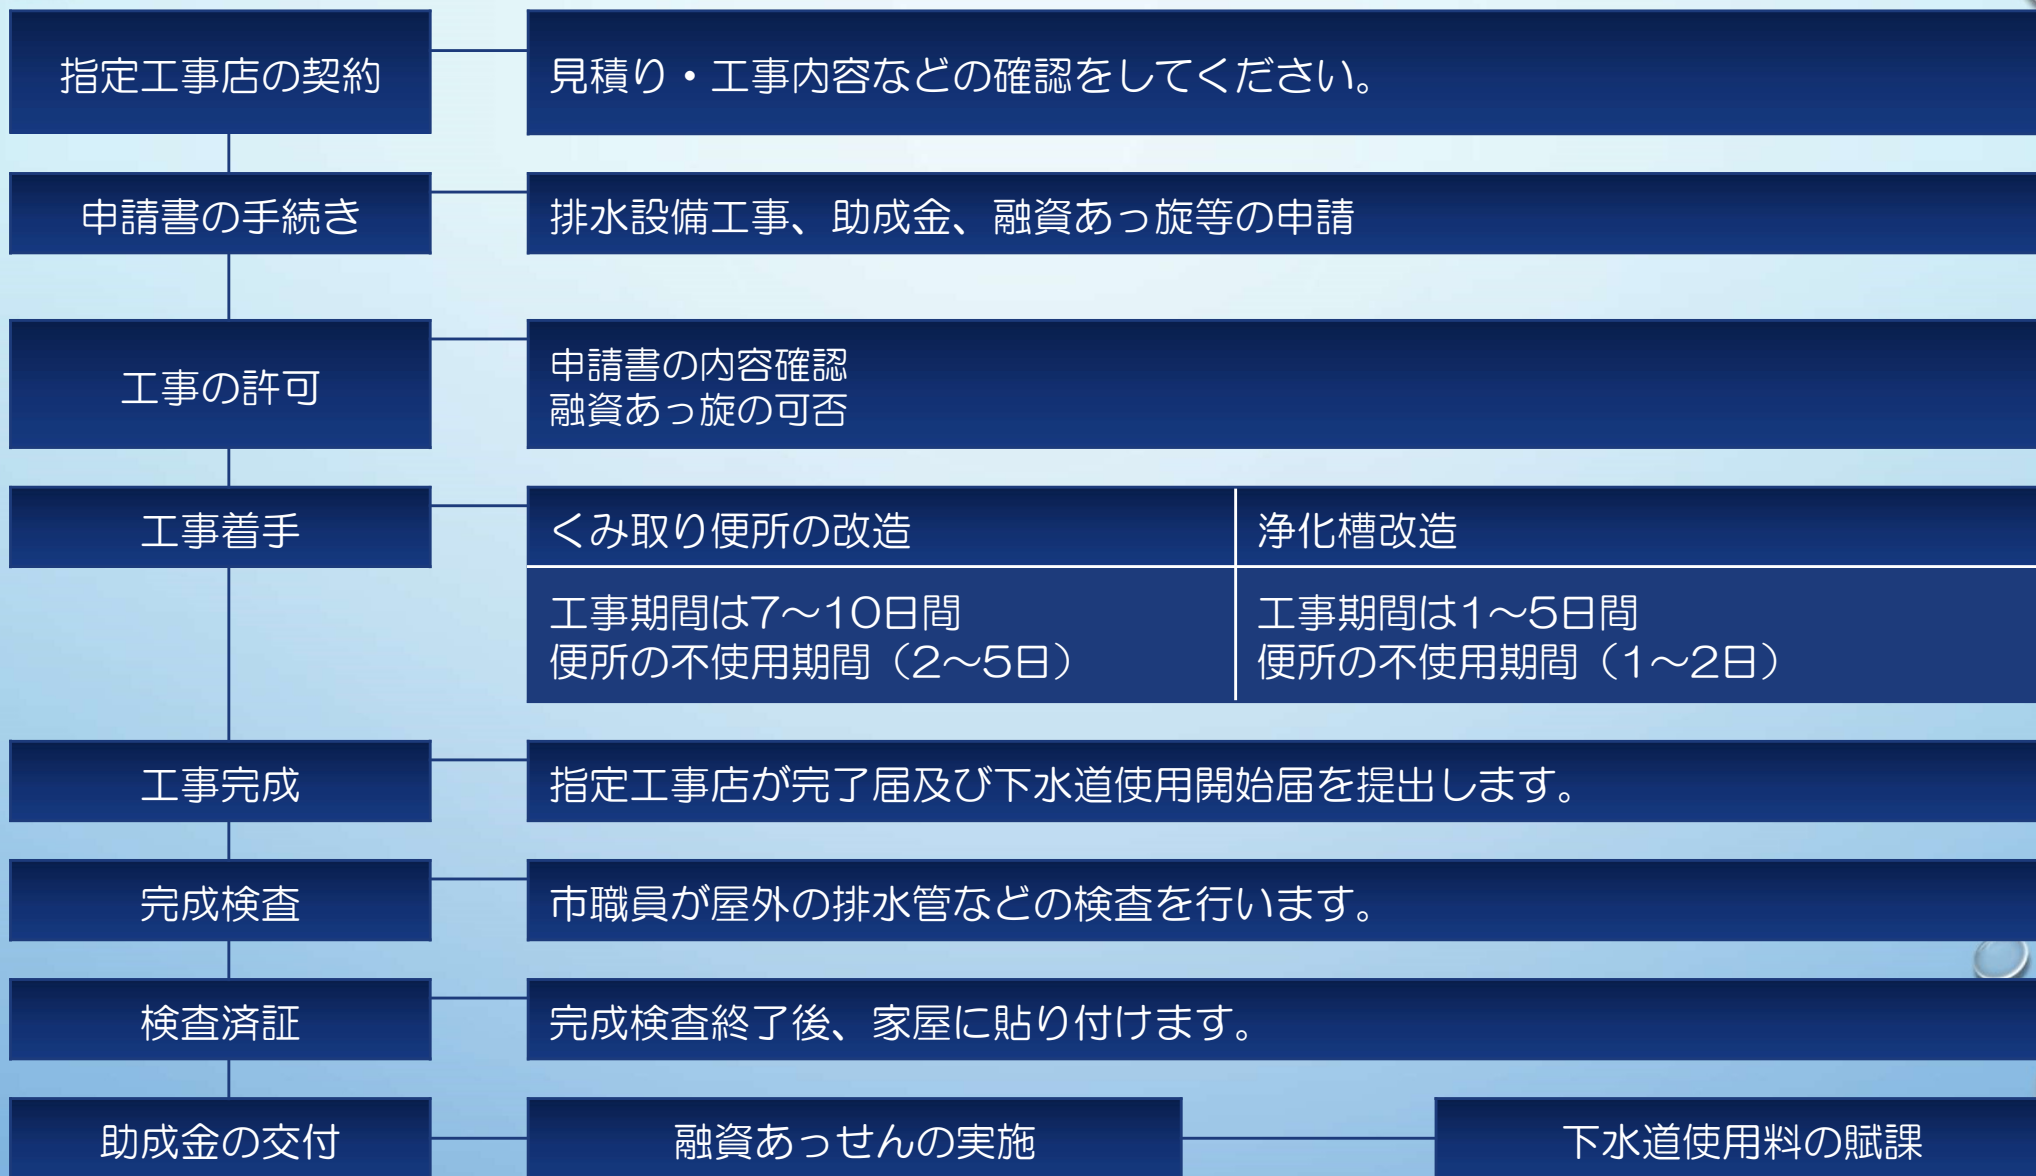 指定工事店の契約
見積り・工事内容などの確認をしてください。
申請書の手続き
排水設備工事、助成金、融資あっ旋等の申請
工事の許可
申請書の内容確認
融資あっ旋の可否
工事着手
くみ取り便所の改造
浄化槽改造
工事期間は7～10日間
便所の不使用期間（2～5日）
工事期間は1～5日間
便所の不使用期間（1～2日）
工事完成
指定工事店が完了届及び下水道使用開始届を提出します。
完成検査
市職員が屋外の排水管などの検査を行います。
検査済証
完成検査終了後、家屋に貼り付けます。
助成金の交付
融資あっせんの実施
下水道使用料の賦課